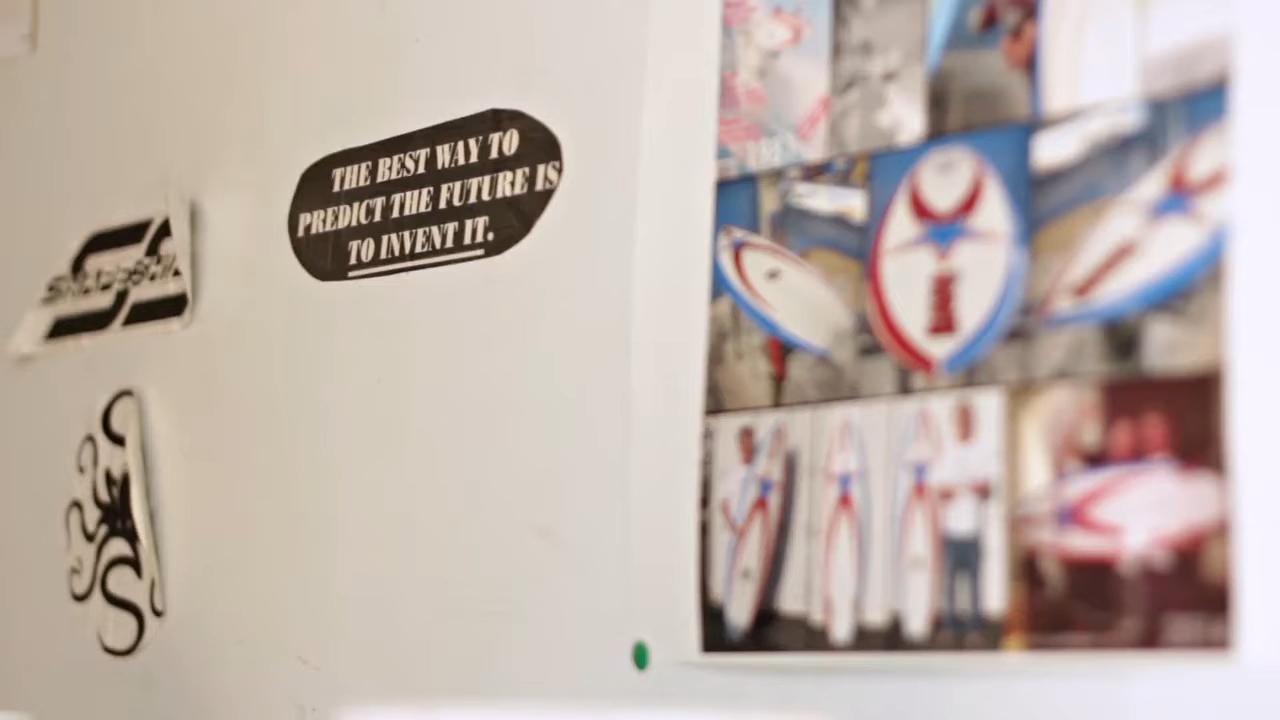 THE BEST WAY TO
PREDICT THE FUTURE IS
TO INVENT IT.